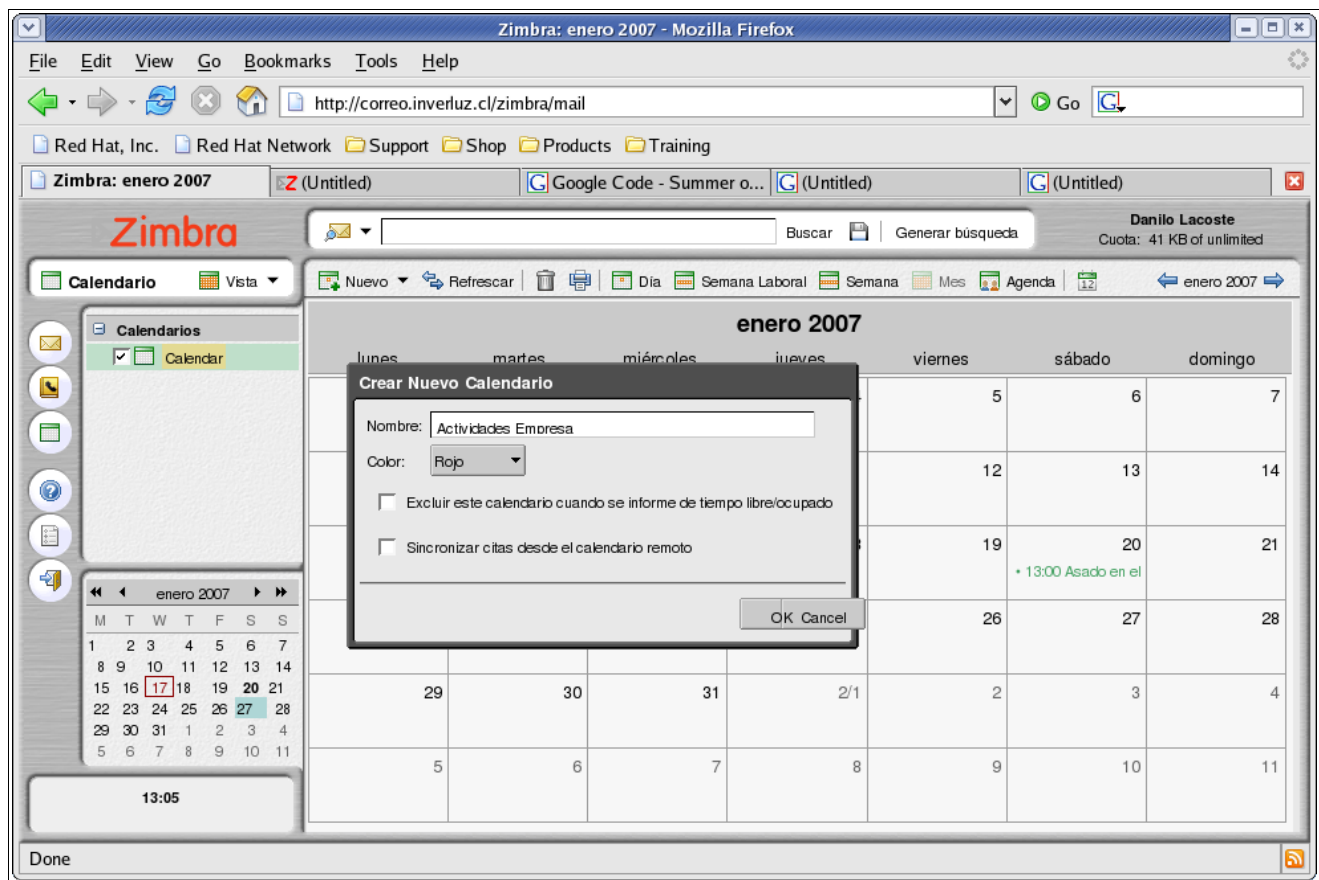 Zimbra: enero 2007 - Mozilla Firefox
File Edit View Go Bookmarks Tools Help
http://correo.inverluz.cl/zimbra/mail Go G
Red Hat, Inc. Red Hat Network Support Shop Products Training
Zimbra: enero 2007 Z (Untitled) G Google Code - Summer o... G (Untitled) G (Untitled)
Zimbra Buscar Generar búsqueda Danilo Lacoste
Cuota: 41 KB of unlimited
Calendario Vista Nuevo Refrescar Día Semana Laboral Semana Mes Agenda 12 enero 2007
Calendarios
Calendar
enero 2007
lunes martes miércoles jueves viernes sábado domingo
Crear Nuevo Calendario
Nombre: Actividades Empresa
Color: Rojo
Excluir este calendario cuando se informe de tiempo libre/ocupado
Sincronizar citas desde el calendario remoto
OK Cancel
5 6 7
12 13 14
19 20 21
• 13:00 Asado en el
26 27 28
29 30 31 2/1 2 3 4
5 6 7 8 9 10 11
enero 2007
M T W T F S S
1 2 3 4 5 6 7
8 9 10 11 12 13 14
15 16 17 18 19 20 21
22 23 24 25 26 27 28
29 30 31 1 2 3 4
5 6 7 8 9 10 11
13:05
Done